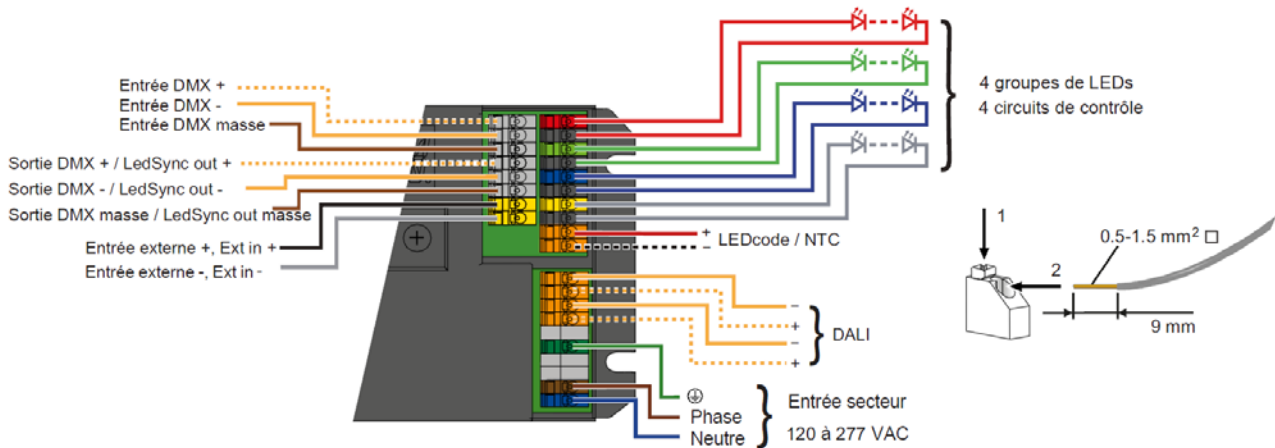 Entrée DMX +
Entrée DMX -
Entrée DMX masse
Sortie DMX + / LedSync out +
Sortie DMX - / LedSync out -
Sortie DMX masse / LedSync out masse
Entrée externe +, Ext in +
Entrée externe -, Ext in -
4 groupes de LEDs
4 circuits de contrôle
+
LEDcode / NTC
–
–
+
–
+
DALI
Phase
Neutre
Entrée secteur
120 à 277 VAC
1
2
0.5-1.5 mm² □
9 mm